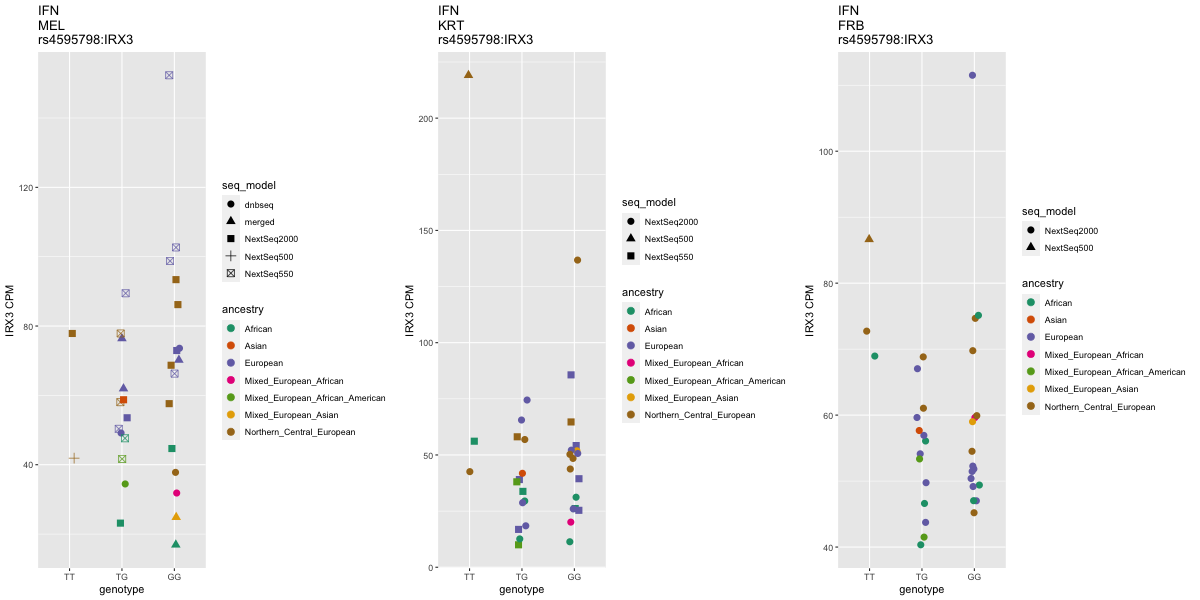 IFN
MEL
rs4595798:IRX3
IRX3 CPM
120
80
40
TT
TG
GG
genotype
seq_model
dnbseq
merged
NextSeq2000
NextSeq500
NextSeq550
ancestry
African
Asian
European
Mixed_European_African
Mixed_European_African_American
Mixed_European_Asian
Northern_Central_European
IFN
KRT
rs4595798:IRX3
IRX3 CPM
200
150
100
50
0
TT
TG
GG
genotype
seq_model
NextSeq2000
NextSeq500
NextSeq550
ancestry
African
Asian
European
Mixed_European_African
Mixed_European_African_American
Mixed_European_Asian
Northern_Central_European
IFN
FRB
rs4595798:IRX3
IRX3 CPM
100
80
60
40
TT
TG
GG
genotype
seq_model
NextSeq2000
NextSeq500
ancestry
African
Asian
European
Mixed_European_African
Mixed_European_African_American
Mixed_European_Asian
Northern_Central_European